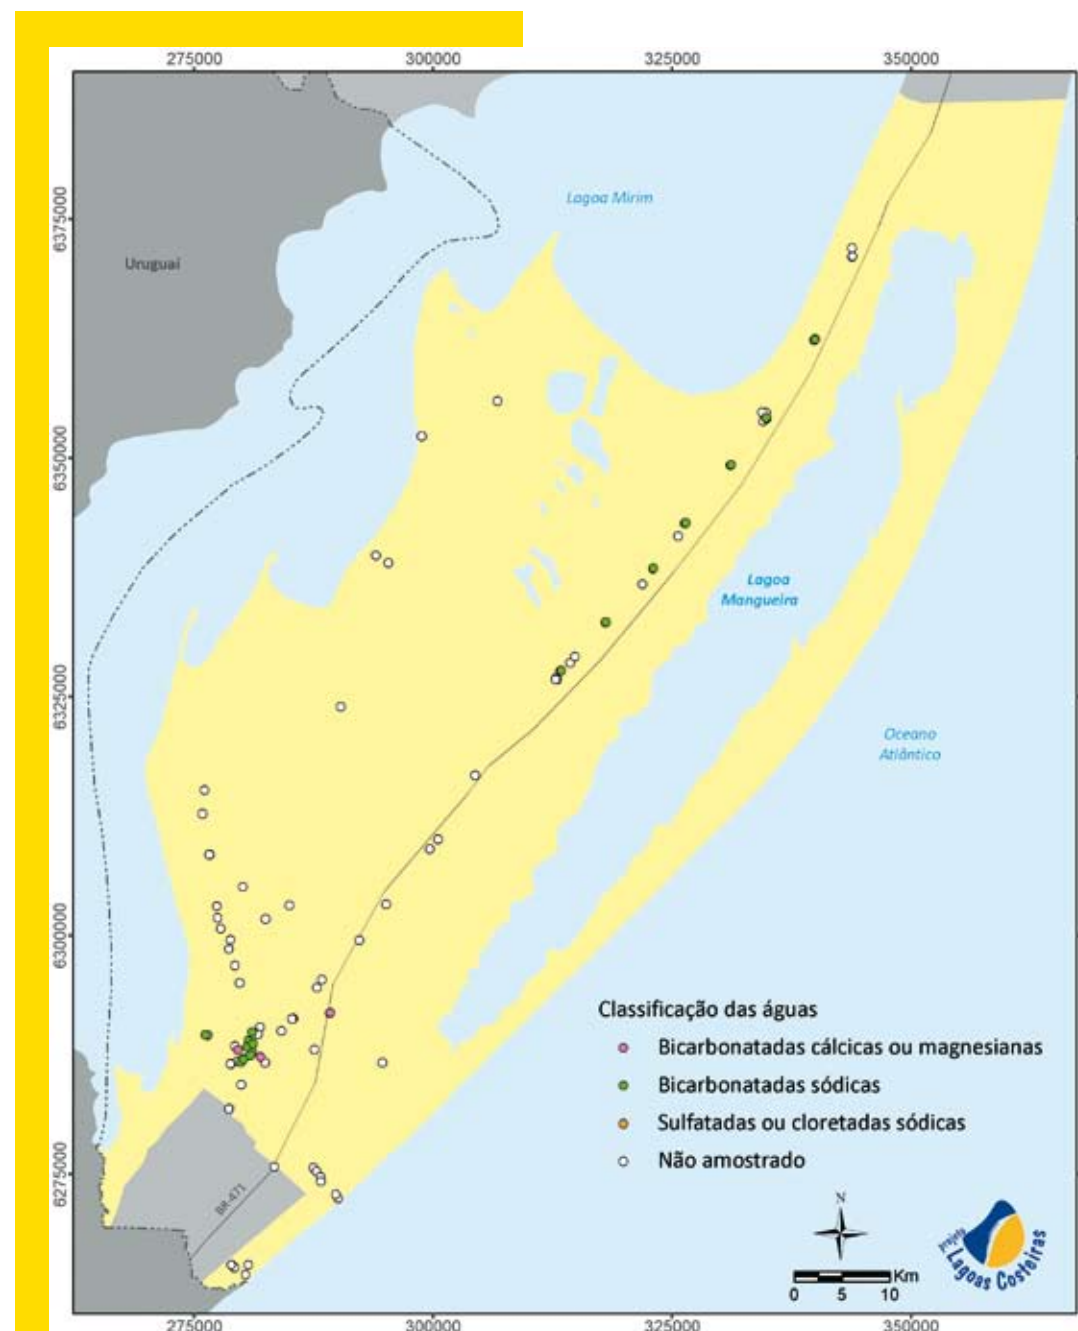 275000 300000 325000 350000
6375000
6350000
6325000
6300000
6275000
Lagoa Mirim
Uruguai
Lagoa
Mangueira
Oceano
Atlântico
BR-471
Classificação das águas
Bicarbonatadas cálcicas ou magnesianas
Bicarbonatadas sódicas
Sulfatadas ou cloretadas sódicas
Não amostrado
N
Km
0 5 10
projeto
Lagoas Costeiras
275000 300000 325000 350000